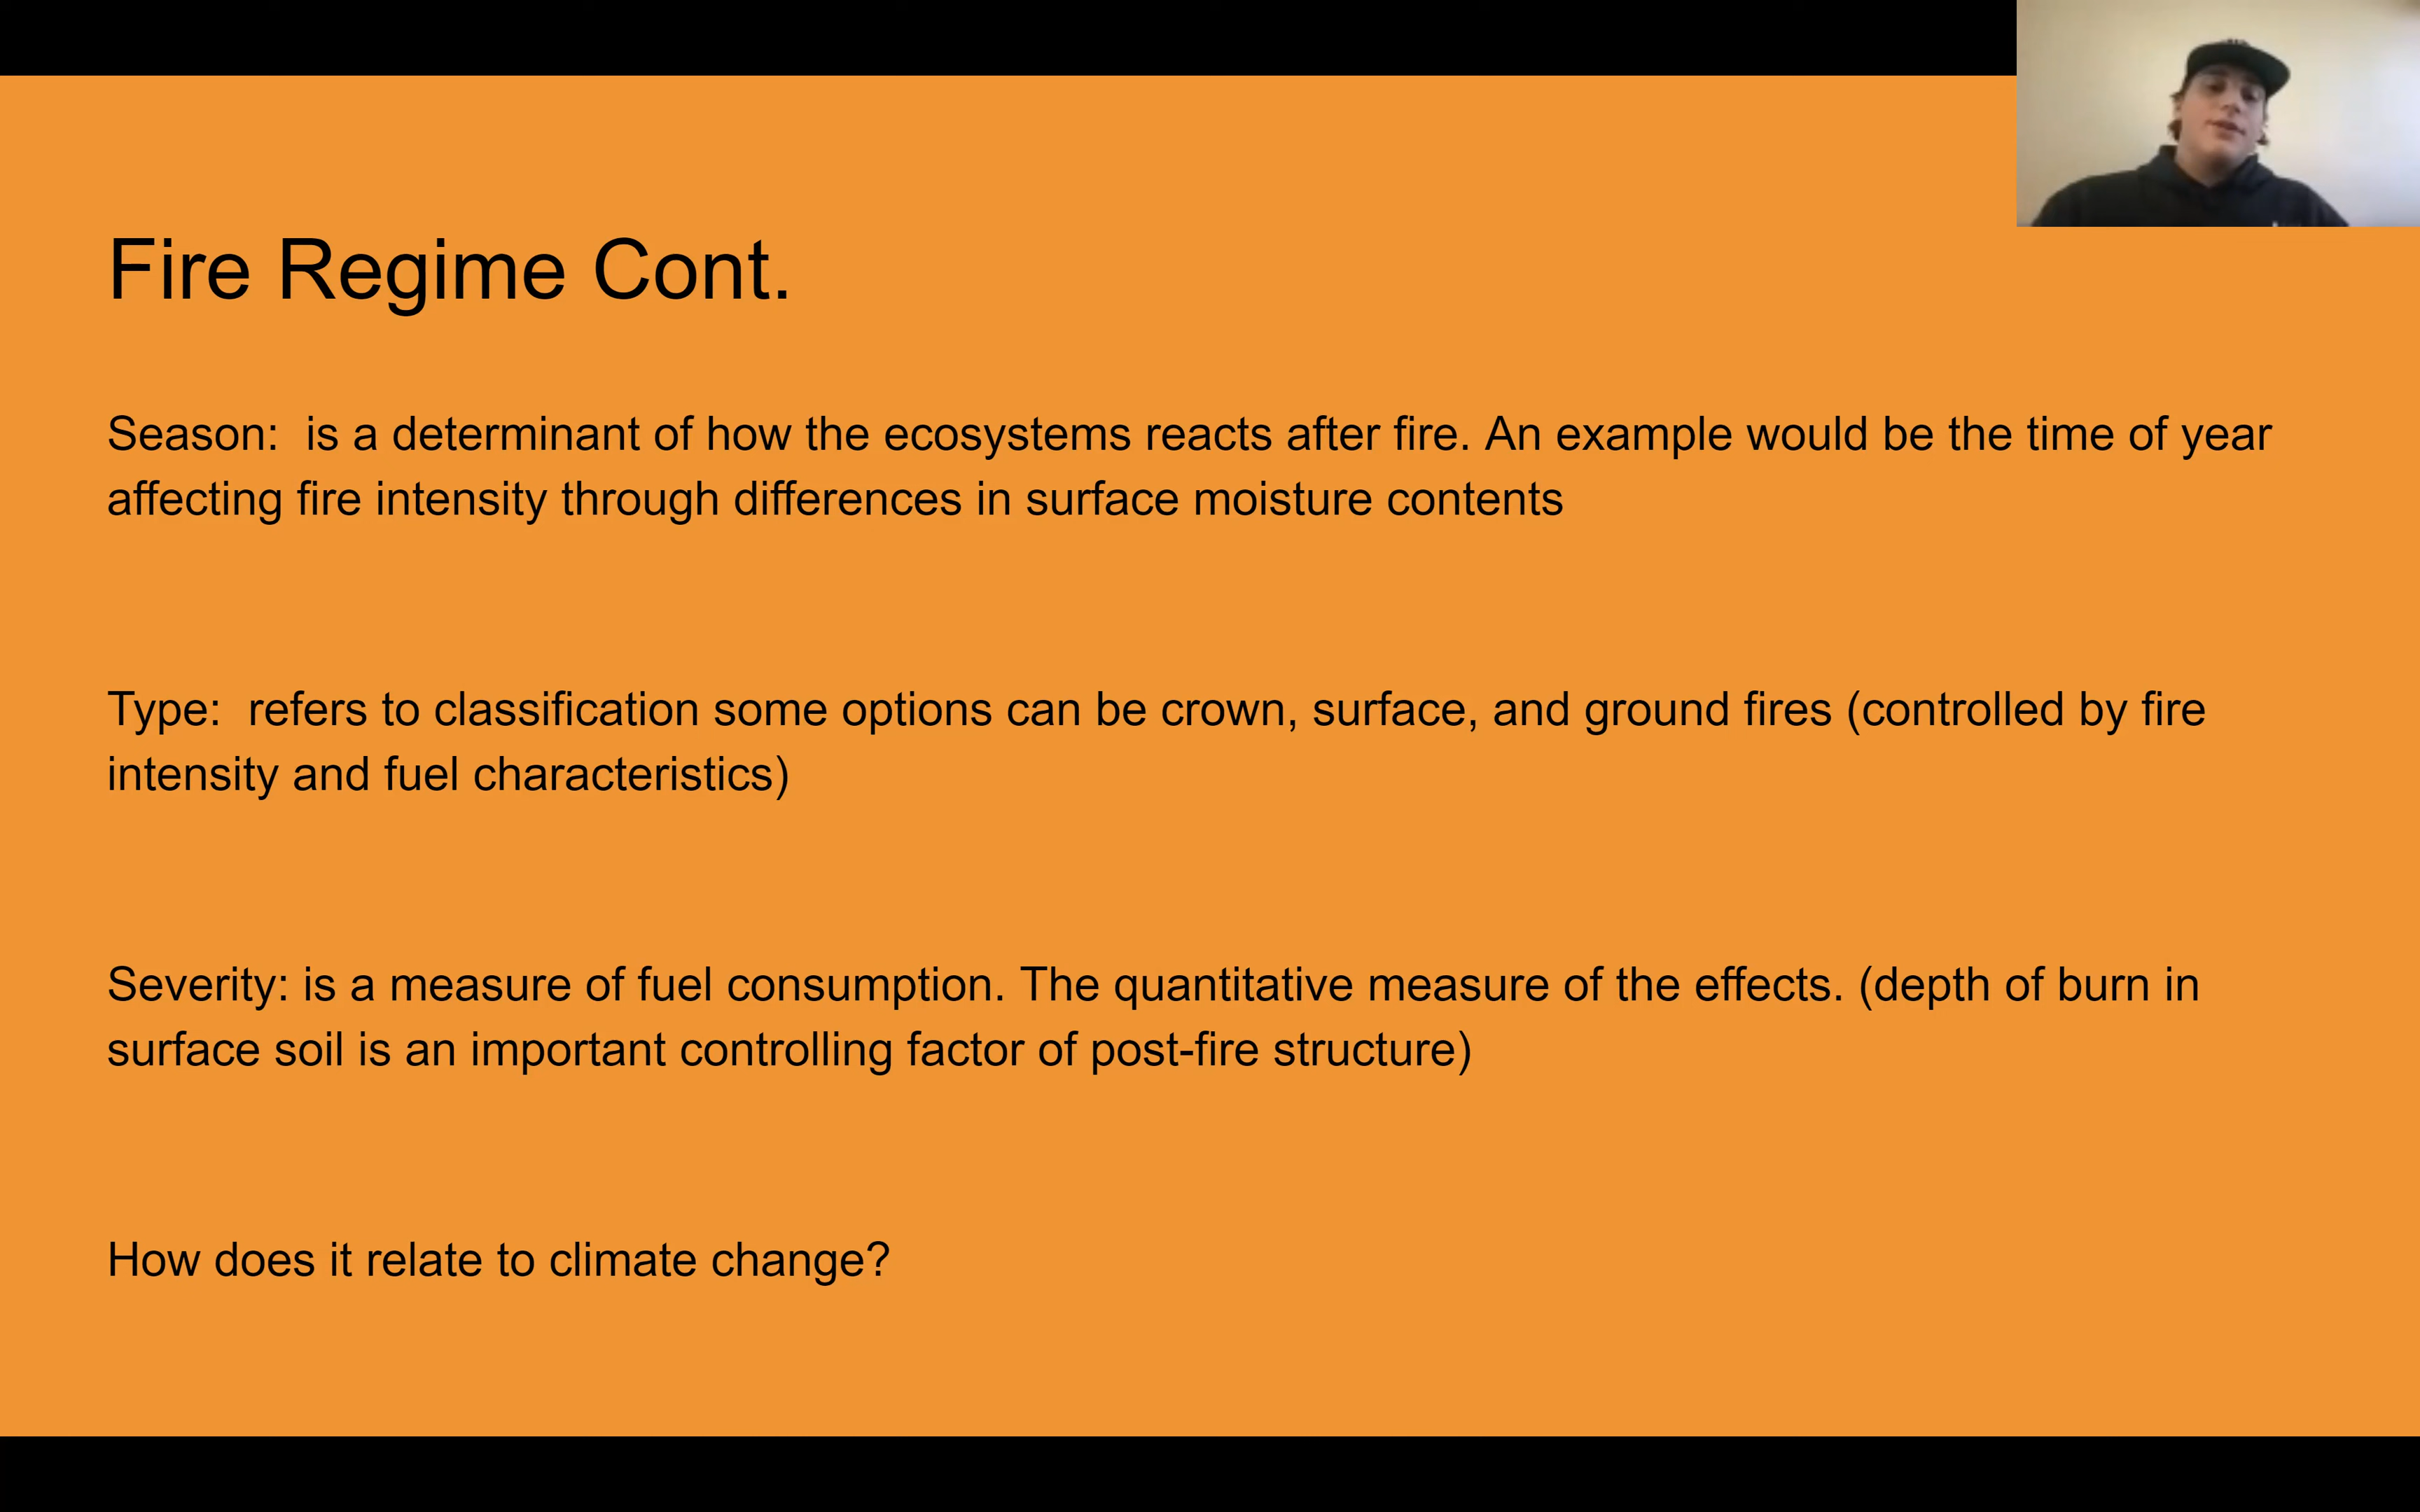 Fire Regime Cont.
Season:  is a determinant of how the ecosystems reacts after fire. An example would be the time of year
affecting fire intensity through differences in surface moisture contents
Type:  refers to classification some options can be crown, surface, and ground fires (controlled by fire
intensity and fuel characteristics)
Severity: is a measure of fuel consumption. The quantitative measure of the effects. (depth of burn in
surface soil is an important controlling factor of post-fire structure)
How does it relate to climate change?